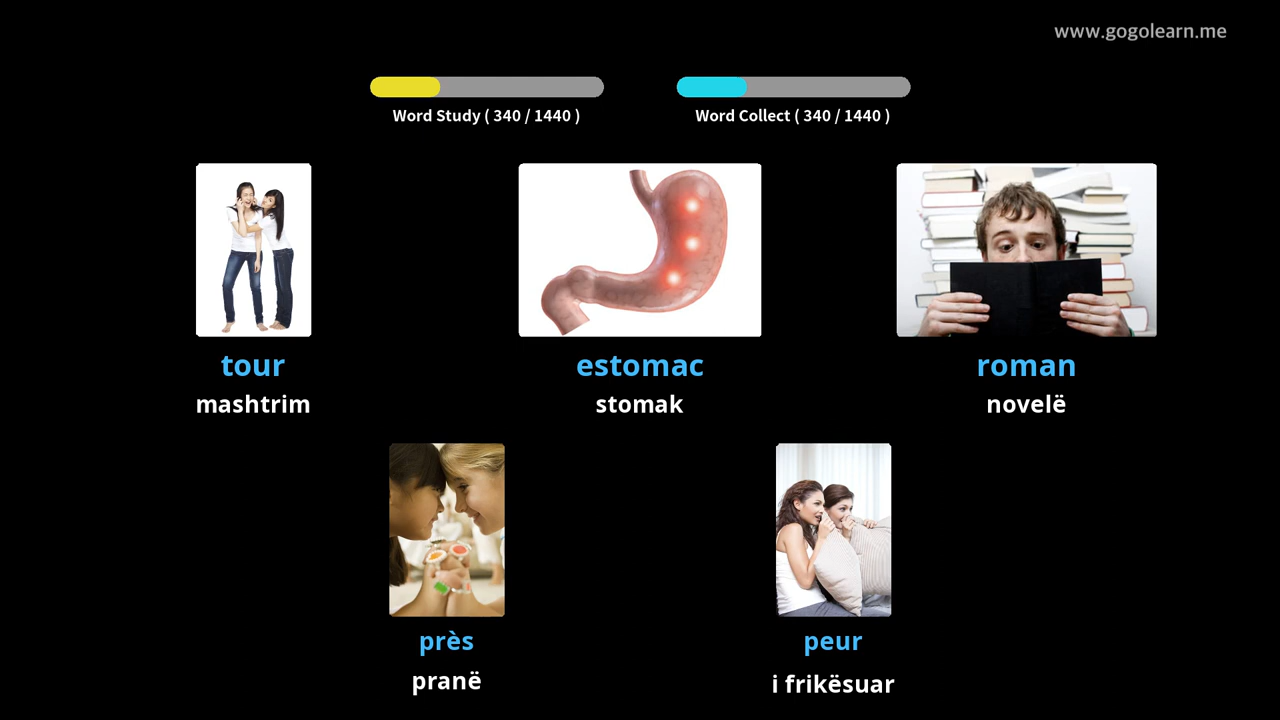 www.gogolearn.me
Word Study ( 340 / 1440 )
Word Collect ( 340 / 1440 )
tour
mashtrim
estomac
stomak
roman
novelë
près
pranë
peur
i frikësuar